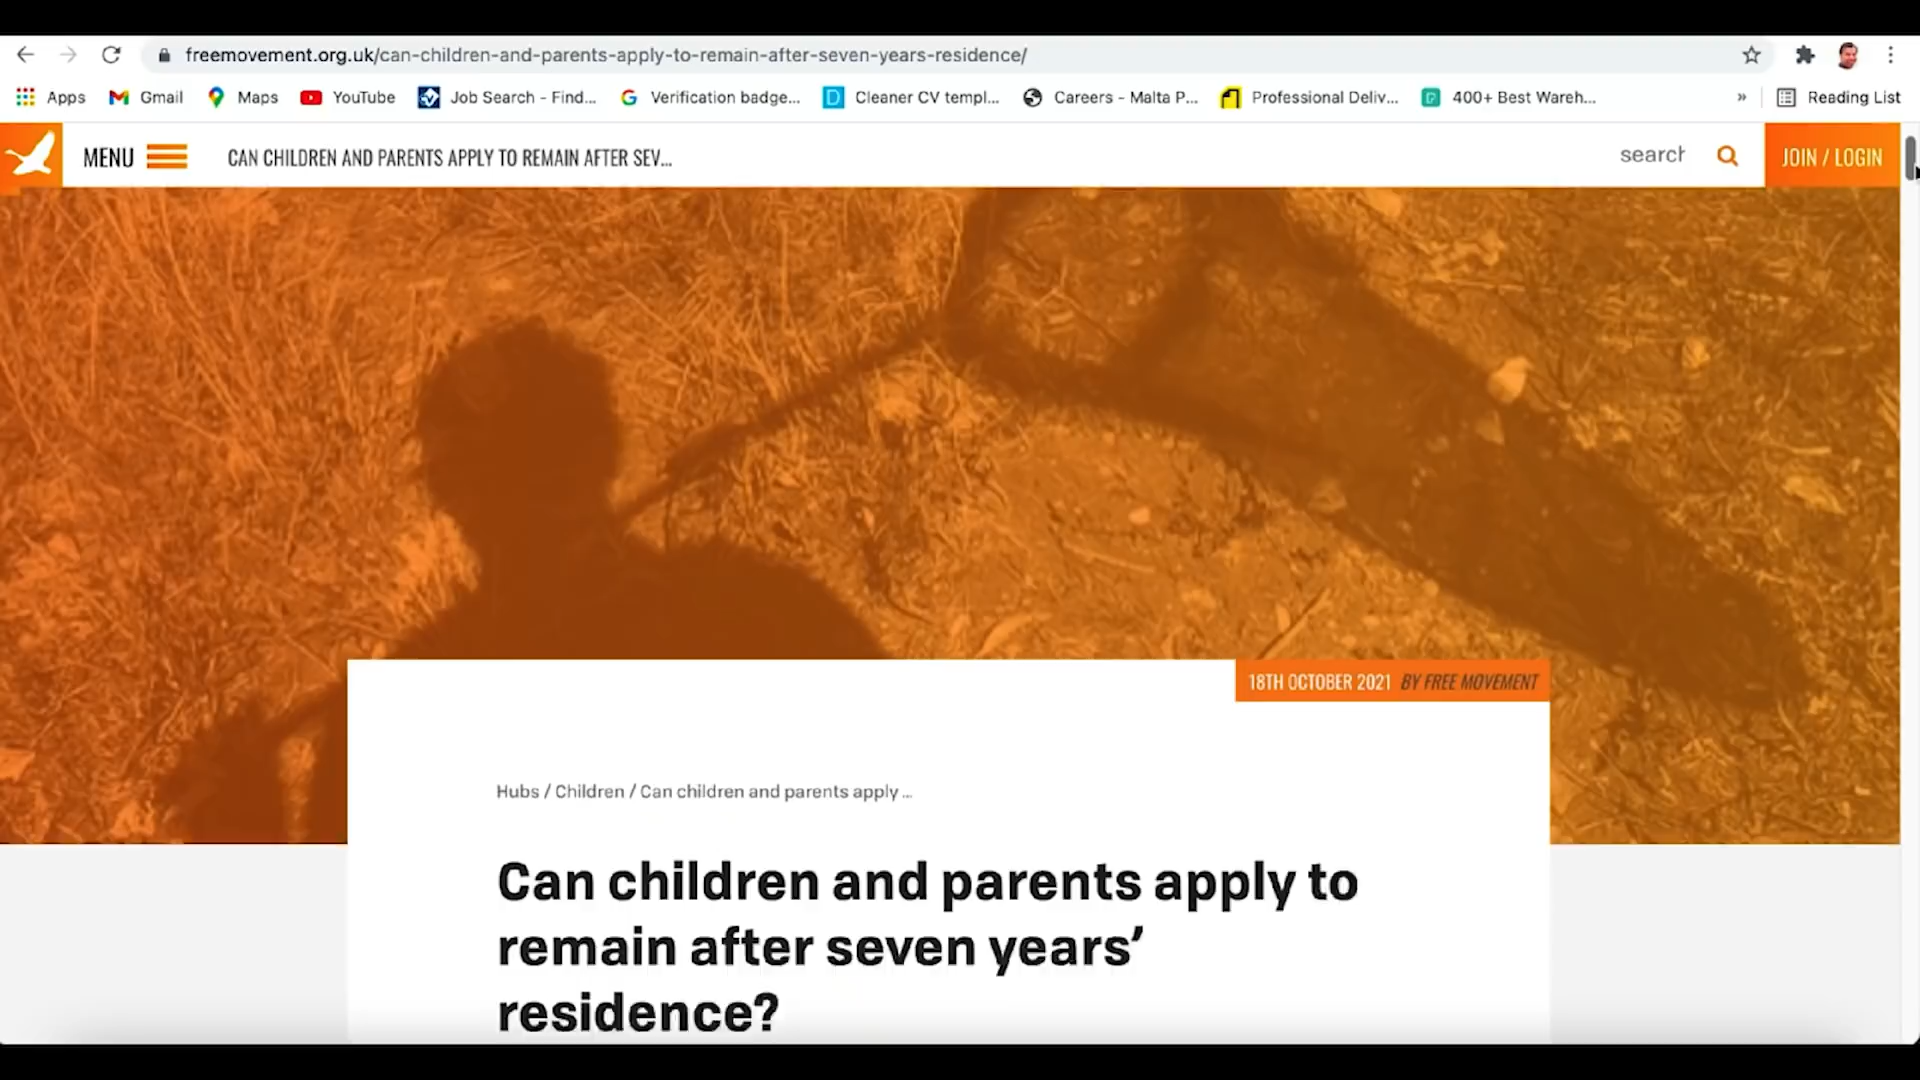 freemovement.org.uk/can-children-and-parents-apply-to-remain-after-seven-years-residence/
Apps Gmail Maps YouTube Job Search - Find... Verification badge... Cleaner CV templ... Careers - Malta P... Professional Deliv... 400+ Best Wareh... » Reading List
MENU CAN CHILDREN AND PARENTS APPLY TO REMAIN AFTER SEV... search JOIN / LOGIN
18TH OCTOBER 2021 BY FREE MOVEMENT
Hubs / Children / Can children and parents apply ...
Can children and parents apply to
remain after seven years’
residence?